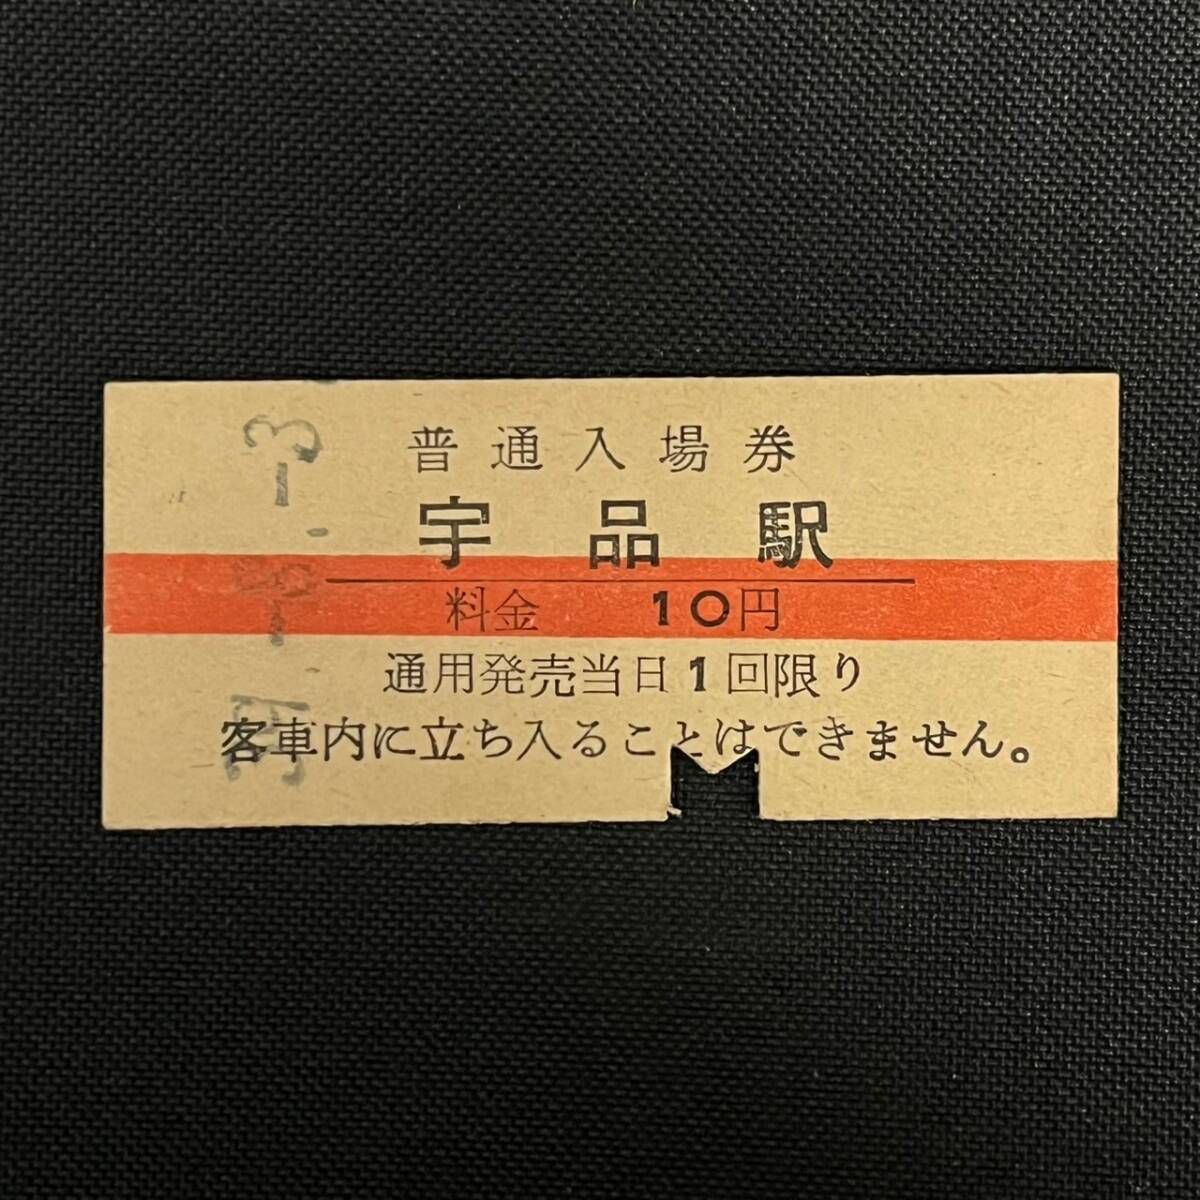 普通入場券
宇品駅
料金 10円
通用発売当日1回限り
客車内に立ち入ることはできません。